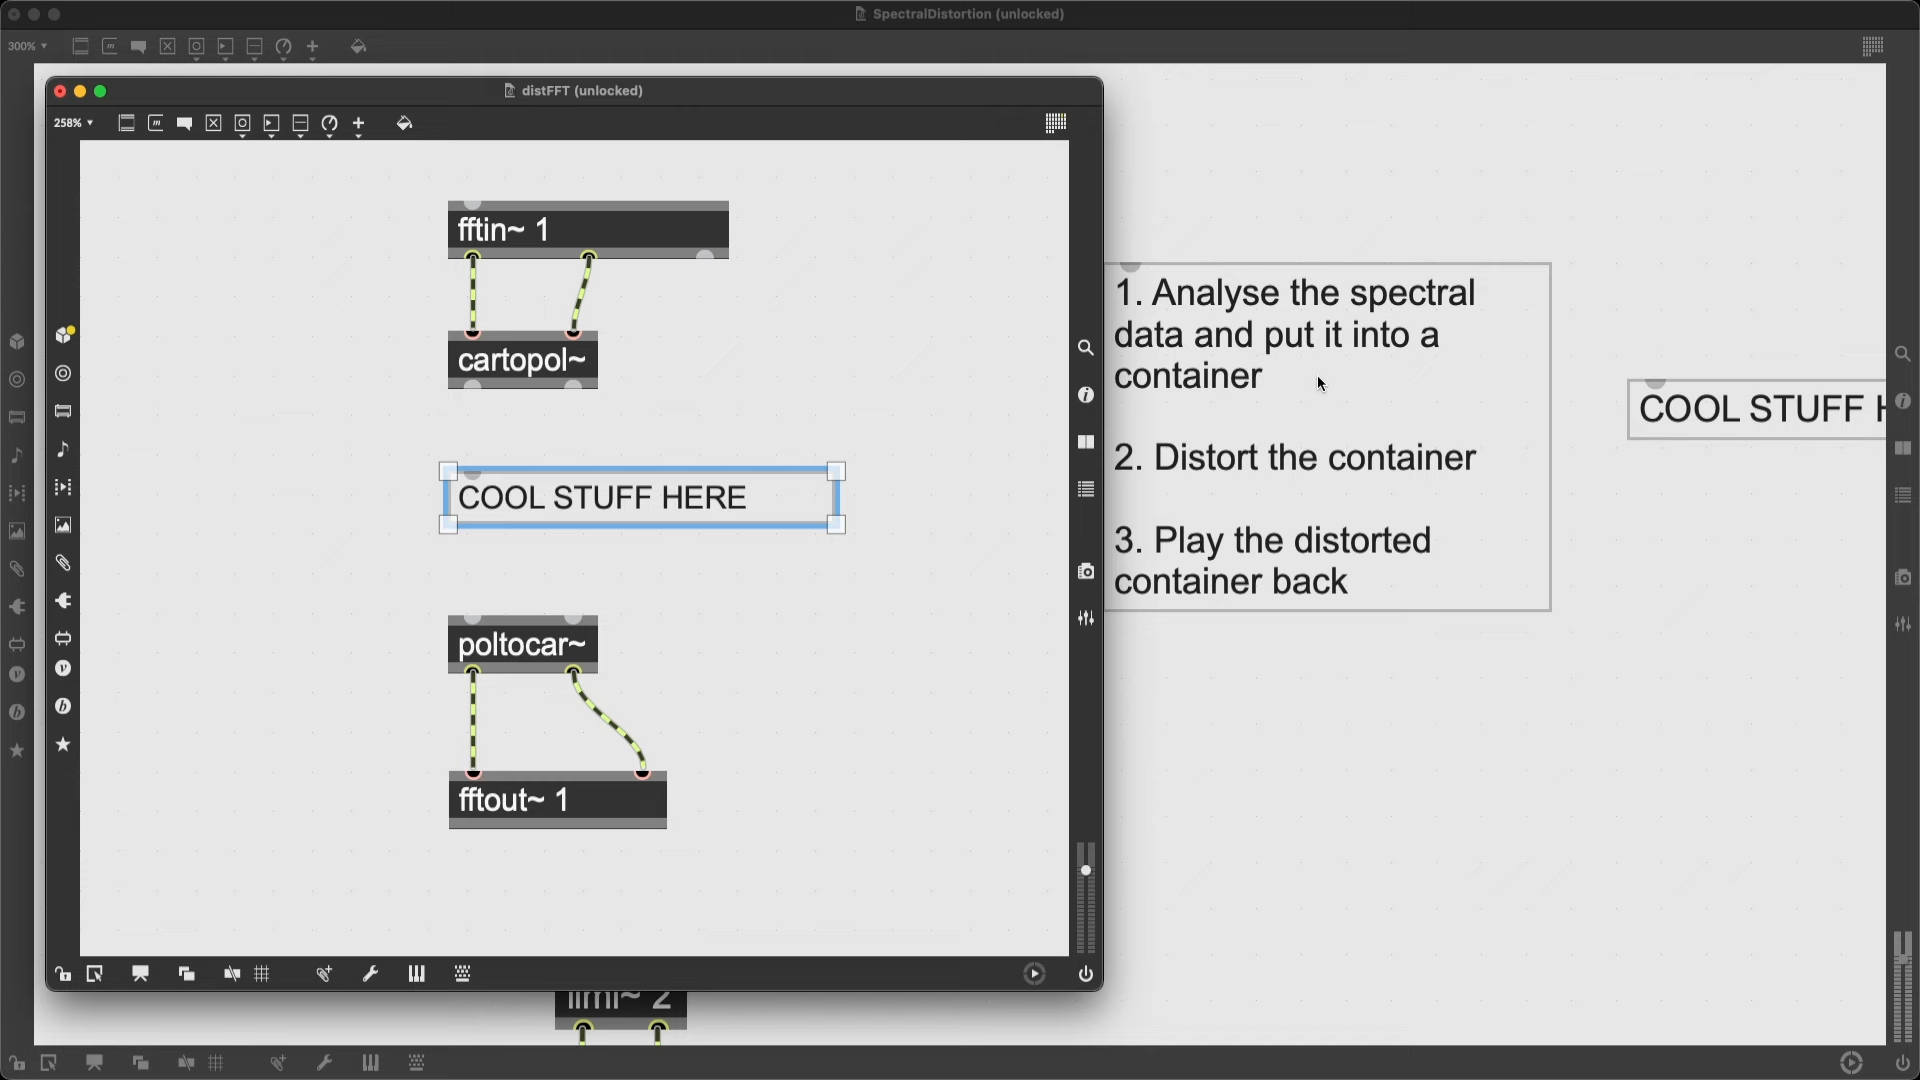 SpectralDistortion (unlocked)
300%
distFFT (unlocked)
258%
fftin~ 1
cartopol~
COOL STUFF HERE
poltocar~
fftout~ 1
1. Analyse the spectral
data and put it into a
container
2. Distort the container
3. Play the distorted
container back
COOL STUFF